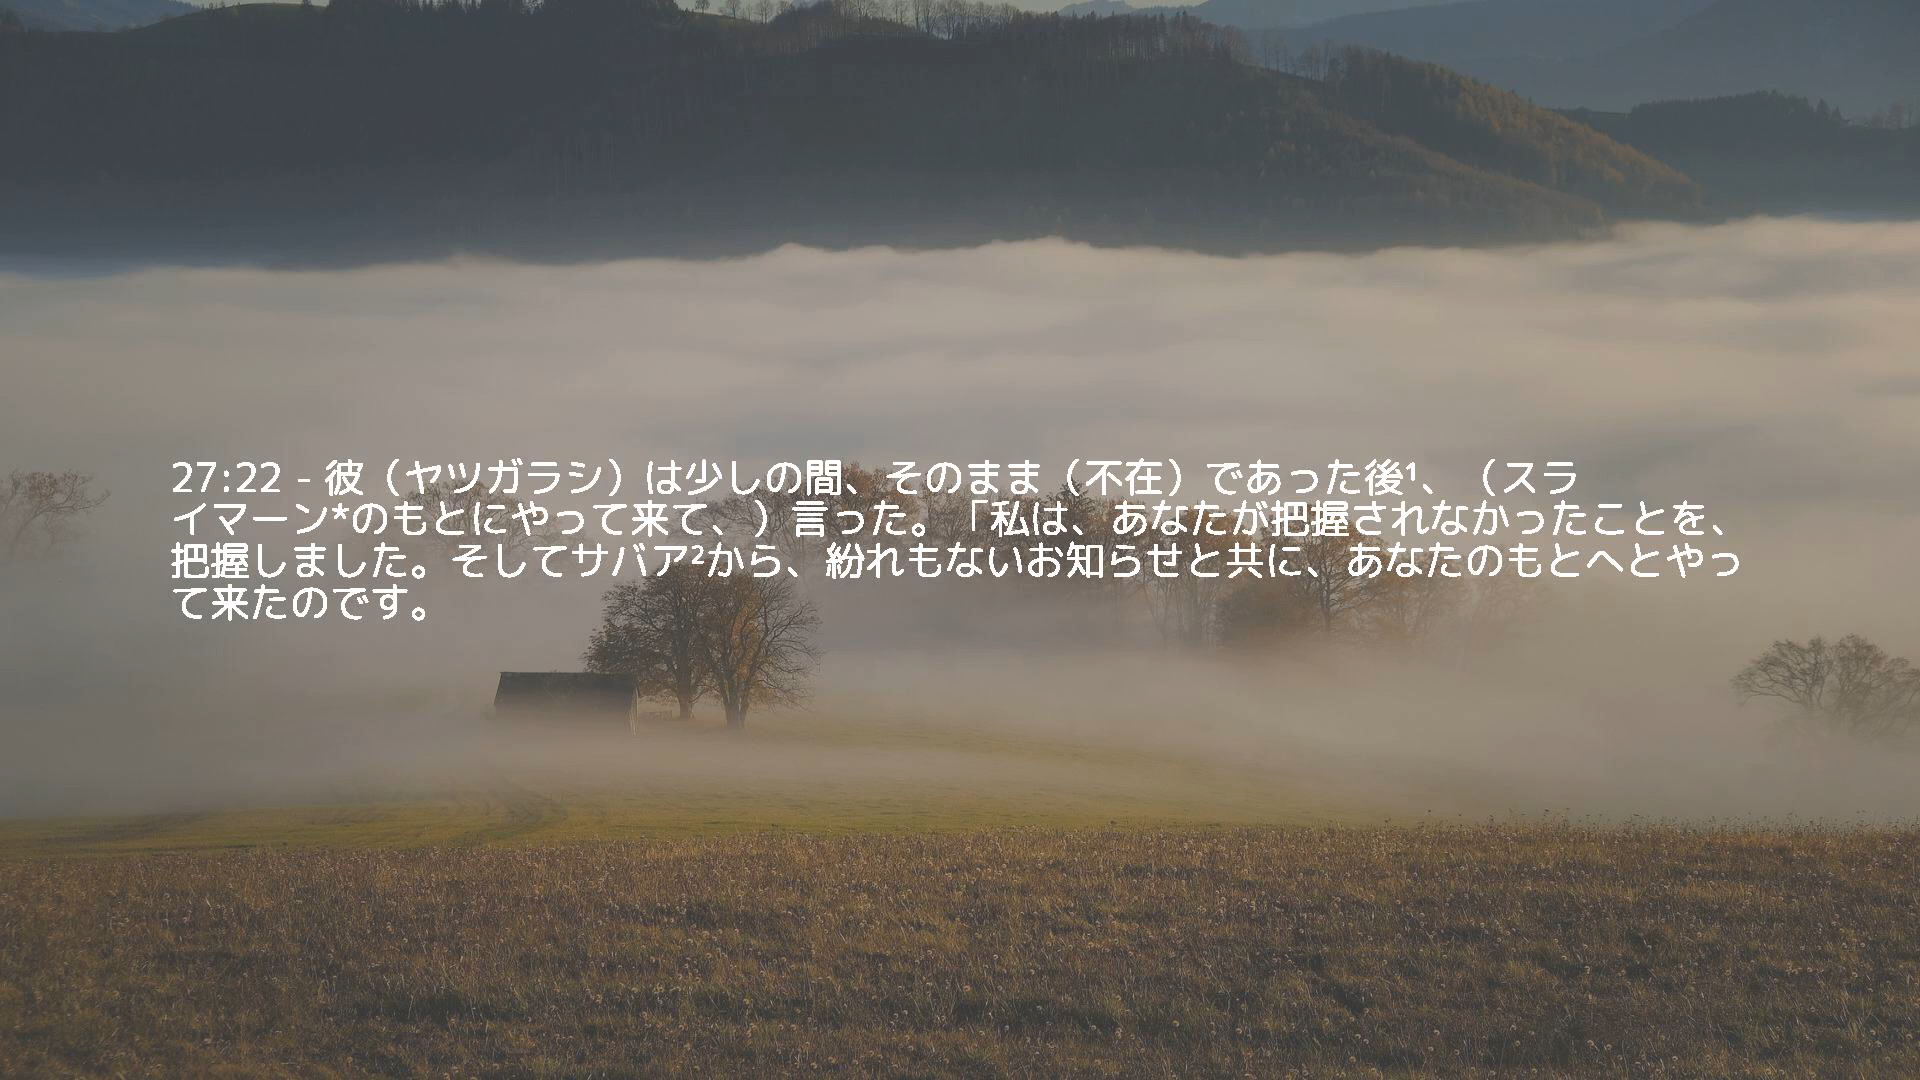 27:22 - 彼（ヤツガラシ）は少しの間、そのまま（不在）であった後¹、（スラ
イマーン*のもとにやって来て、）言った。「私は、あなたが把握されなかったことを、
把握しました。そしてサバア²から、紛れもないお知らせと共に、あなたのもとへとやっ
て来たのです。